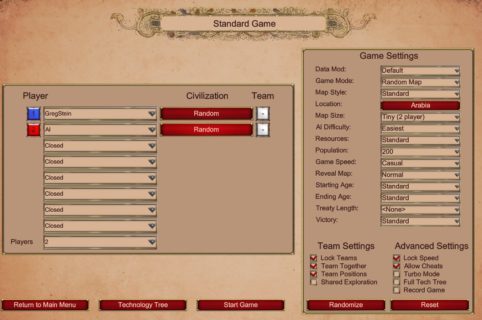 Standard Game
Player Civilization Team
1 GregStein Random -
1 AI Random -
Closed
Closed
Closed
Closed
Closed
Closed
Players 2
Game Settings
Data Mod: Default
Game Mode: Random Map
Map Style: Standard
Location: Arabia
Map Size: Tiny (2 player)
AI Difficulty: Easiest
Resources: Standard
Population: 200
Game Speed: Casual
Reveal Map: Normal
Starting Age: Standard
Ending Age: Standard
Treaty Length: <None>
Victory: Standard
Team Settings
Lock Teams
Team Together
Team Positions
Shared Exploration
Advanced Settings
Lock Speed
Allow Cheats
Turbo Mode
Full Tech Tree
Record Game
Return to Main Menu Technology Tree Start Game Randomize Reset